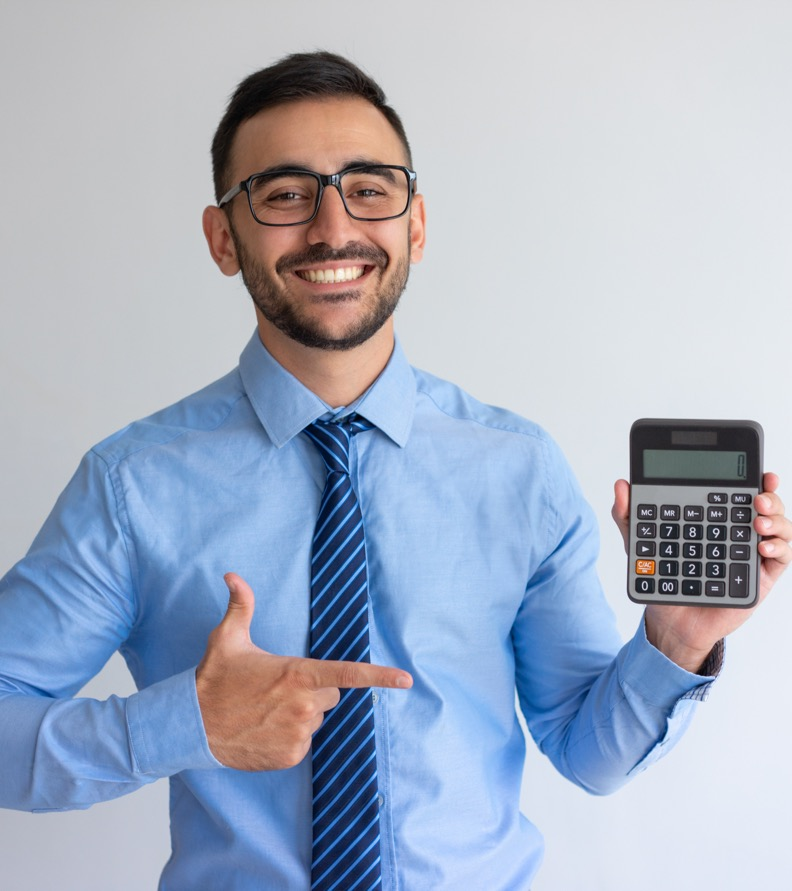 0
% MU
MC MR M− M+ ÷
+/− 7 8 9 ×
▶ 4 5 6 −
C/AC 1 2 3 +
0 00 · =